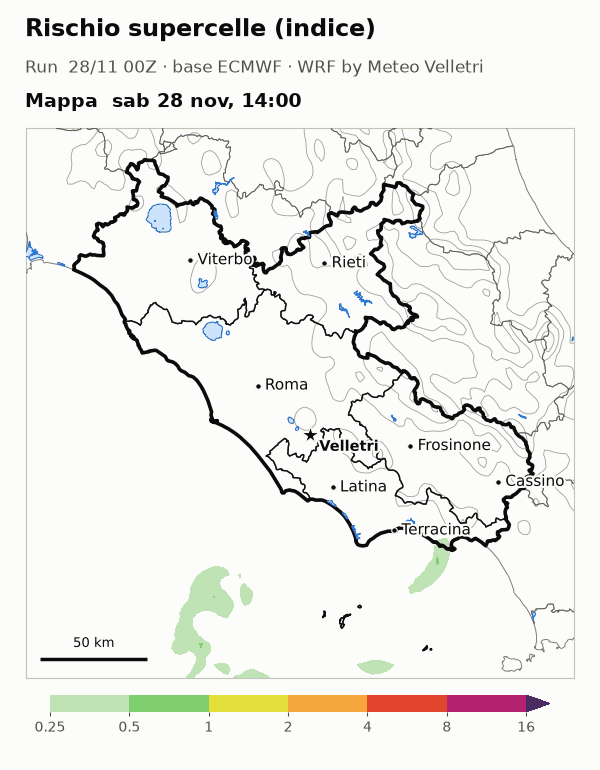 Rischio supercelle (indice)
Run  28/11 00Z · base ECMWF · WRF by Meteo Velletri
Mappa  sab 28 nov, 14:00
Viterbo
Rieti
Roma
Velletri
Frosinone
Cassino
Latina
Terracina
50 km
0.25 0.5 1 2 4 8 16